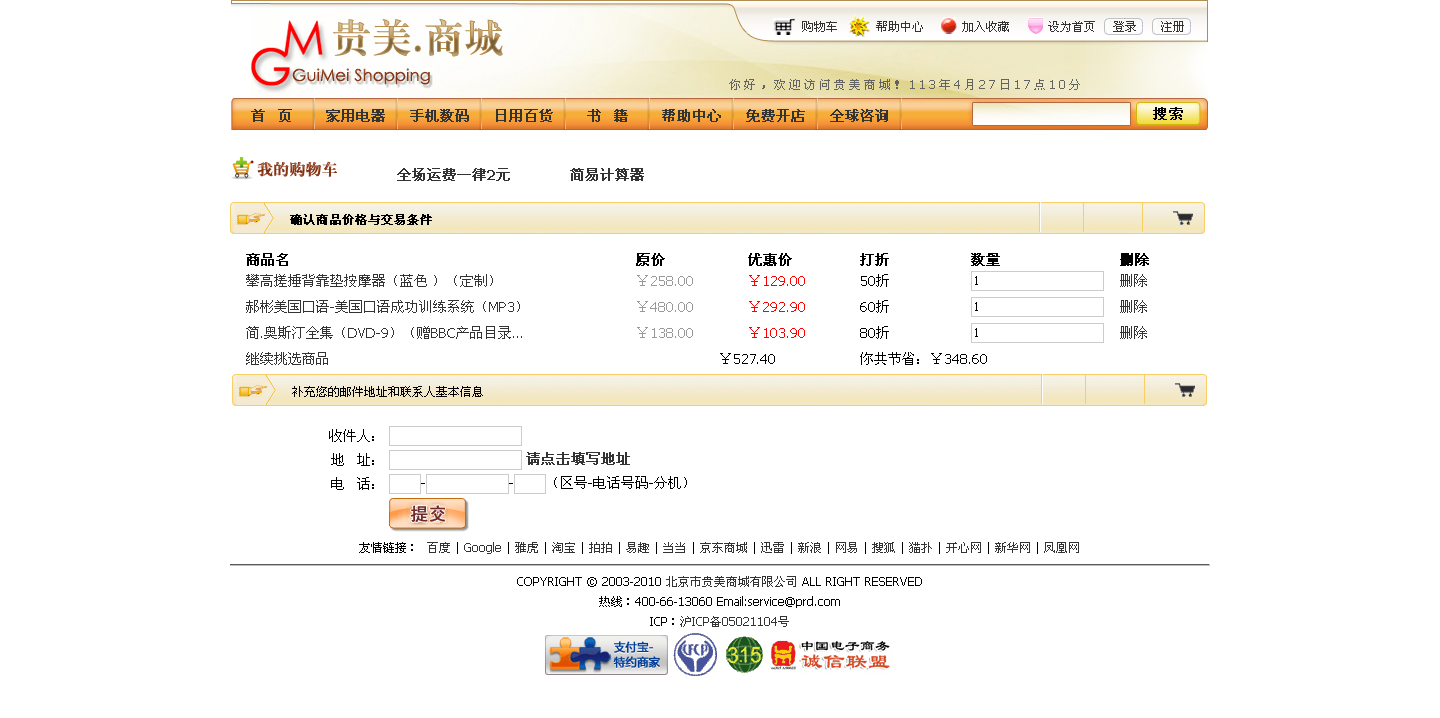 购物车 帮助中心 加入收藏 设为首页 登录 注册
GM 贵美.商城
GuiMei Shopping
你好，欢迎访问贵美商城! 113年4月27日17点10分
首 页 家用电器 手机数码 日用百货 书 籍 帮助中心 免费开店 全球咨询 搜索
我的购物车 全场运费一律2元 简易计算器
确认商品价格与交易条件
商品名 原价 优惠价 打折 数量 删除
攀高搓捶背靠垫按摩器（蓝色 ）（定制） ￥258.00 ￥129.00 50折 1 删除
郝彬美国口语-美国口语成功训练系统（MP3） ￥480.00 ￥292.90 60折 1 删除
简.奥斯汀全集（DVD-9）（赠BBC产品目录... ￥138.00 ￥103.90 80折 1 删除
继续挑选商品 ￥527.40 你共节省：￥348.60
补充您的邮件地址和联系人基本信息
收件人：
地 址： 请点击填写地址
电 话： - - （区号-电话号码-分机）
提交
友情链接： 百度 | Google | 雅虎 | 淘宝 | 拍拍 | 易趣 | 当当 | 京东商城 | 迅雷 | 新浪 | 网易 | 搜狐 | 猫扑 | 开心网 | 新华网 | 凤凰网
COPYRIGHT © 2003-2010 北京市贵美商城有限公司 ALL RIGHT RESERVED
热线：400-66-13060 Email:service@prd.com
ICP：沪ICP备05021104号
支付宝-
特约商家
FCP
315
中国电子商务
诚信联盟